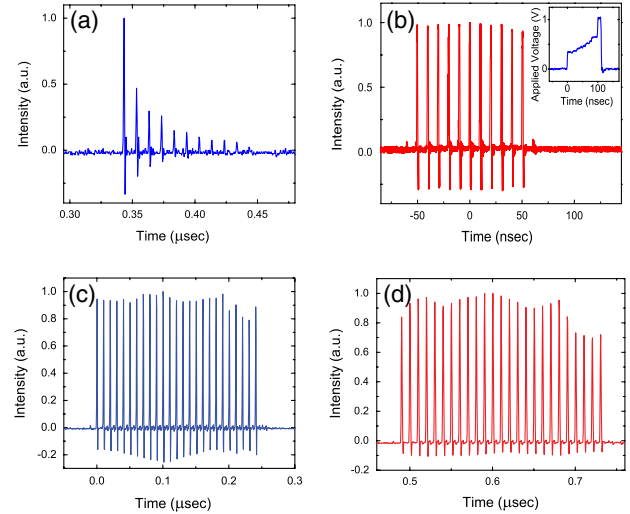 (a)
1.0
0.5
0.0
Intensity (a.u.)
0.30 0.35 0.40 0.45
Time (μsec)
(b)
1.0
0.5
0.0
Intensity (a.u.)
-50 0 50 100
Time (nsec)
1
0
Applied Voltage (V)
0 100
Time (nsec)
(c)
1.0
0.8
0.6
0.4
0.2
0.0
-0.2
Intensity (a.u.)
0.0 0.1 0.2 0.3
Time (μsec)
(d)
1.0
0.8
0.6
0.4
0.2
0.0
-0.2
Intensity (a.u.)
0.5 0.6 0.7
Time (μsec)